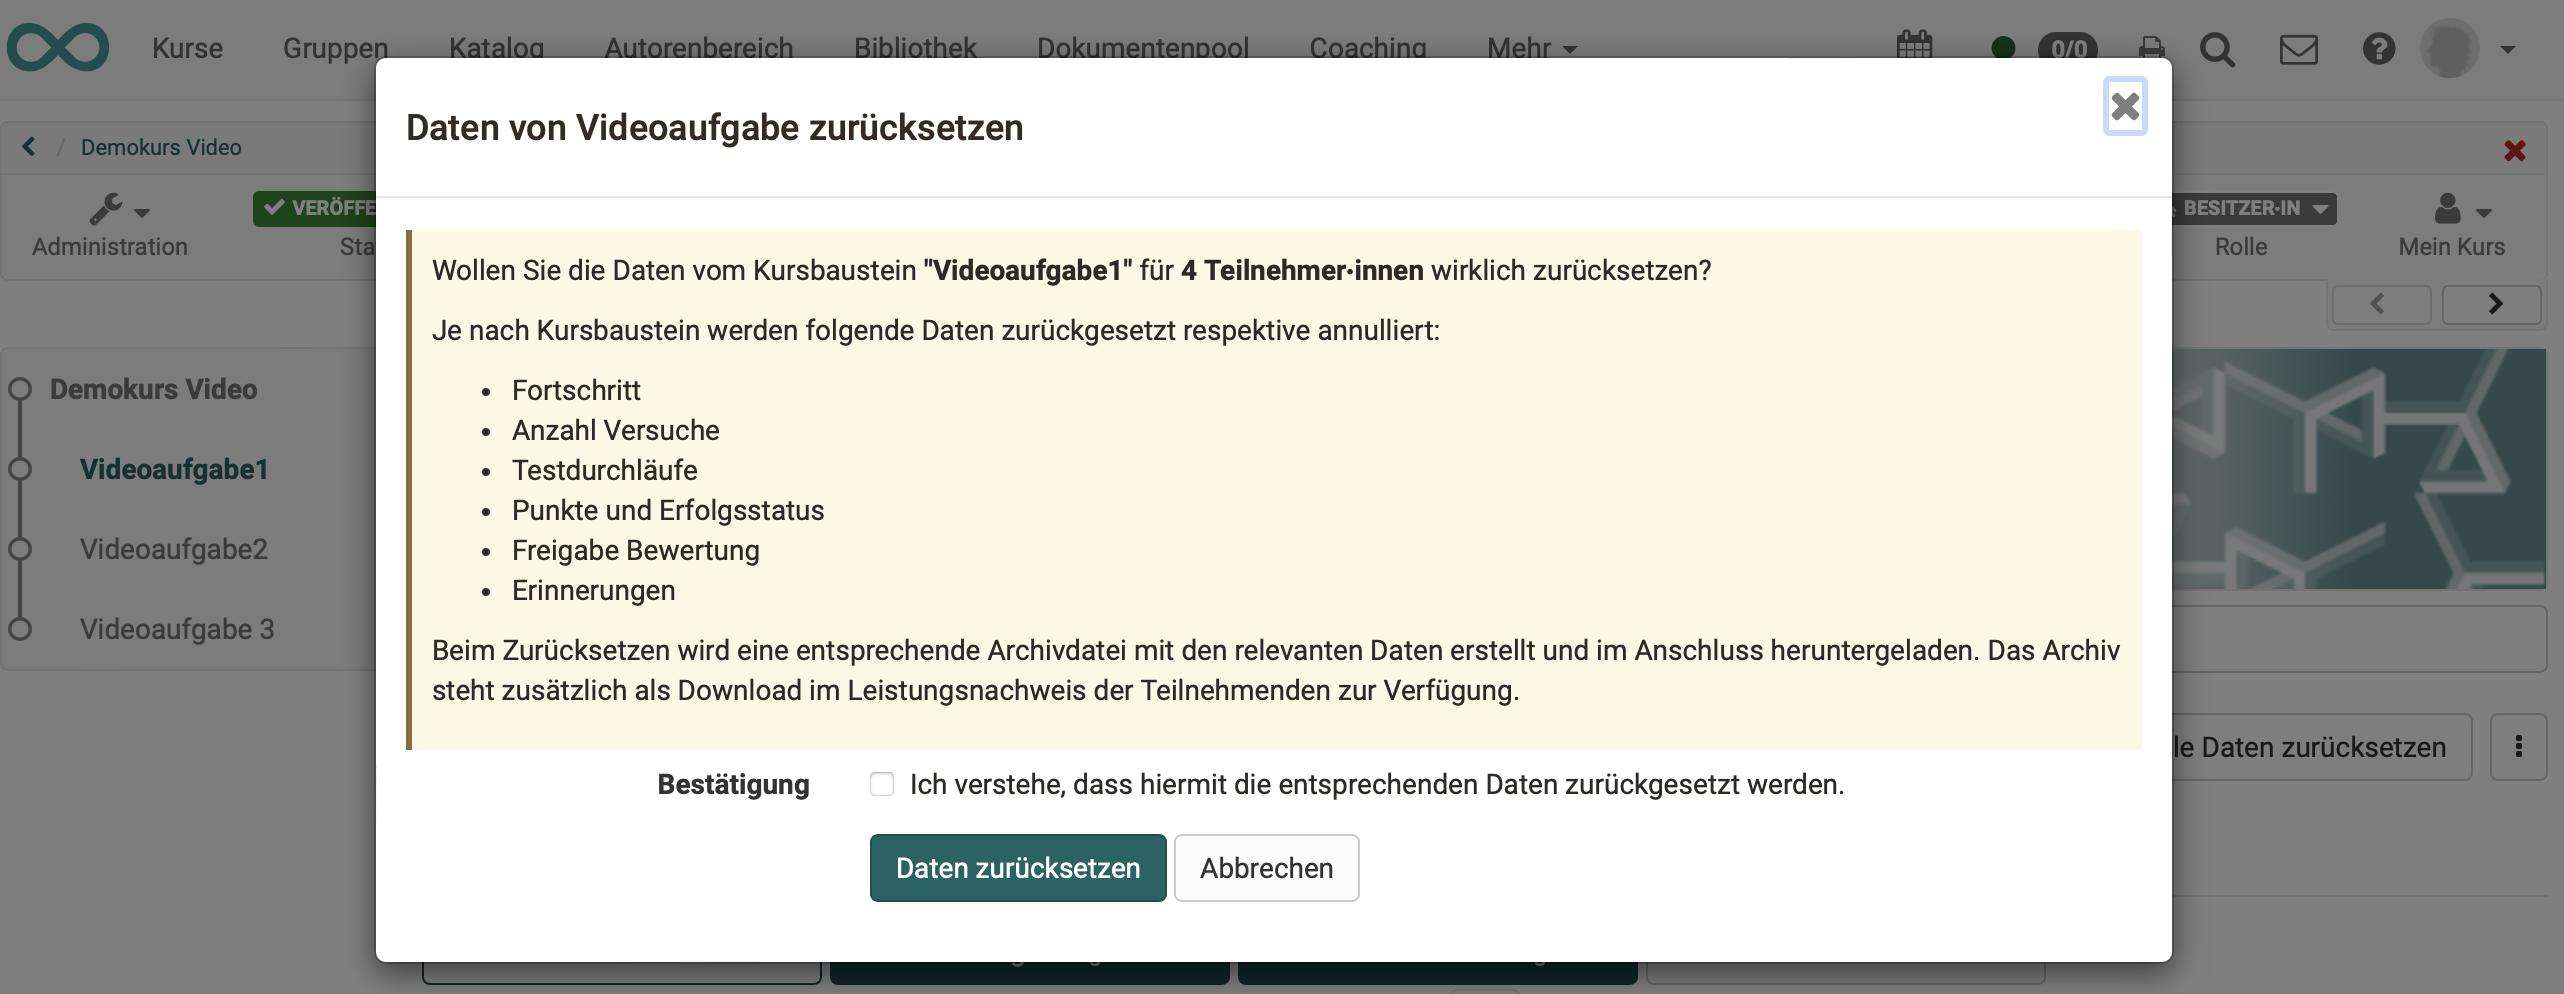 Kurse Gruppen Katalog Autorenbereich Bibliothek Dokumentenpool Coaching Mehr 0/0
Daten von Videoaufgabe zurücksetzen
Demokurs Video
VERÖFFE
BESITZER·IN
Administration
Sta
Rolle
Mein Kurs
Wollen Sie die Daten vom Kursbaustein "Videoaufgabe1" für 4 Teilnehmer·innen wirklich zurücksetzen?
Je nach Kursbaustein werden folgende Daten zurückgesetzt respektive annulliert:
• Fortschritt
• Anzahl Versuche
• Testdurchläufe
• Punkte und Erfolgsstatus
• Freigabe Bewertung
• Erinnerungen
Beim Zurücksetzen wird eine entsprechende Archivdatei mit den relevanten Daten erstellt und im Anschluss heruntergeladen. Das Archiv
steht zusätzlich als Download im Leistungsnachweis der Teilnehmenden zur Verfügung.
Bestätigung Ich verstehe, dass hiermit die entsprechenden Daten zurückgesetzt werden.
Daten zurücksetzen Abbrechen
Demokurs Video
Videoaufgabe1
Videoaufgabe2
Videoaufgabe 3
le Daten zurücksetzen